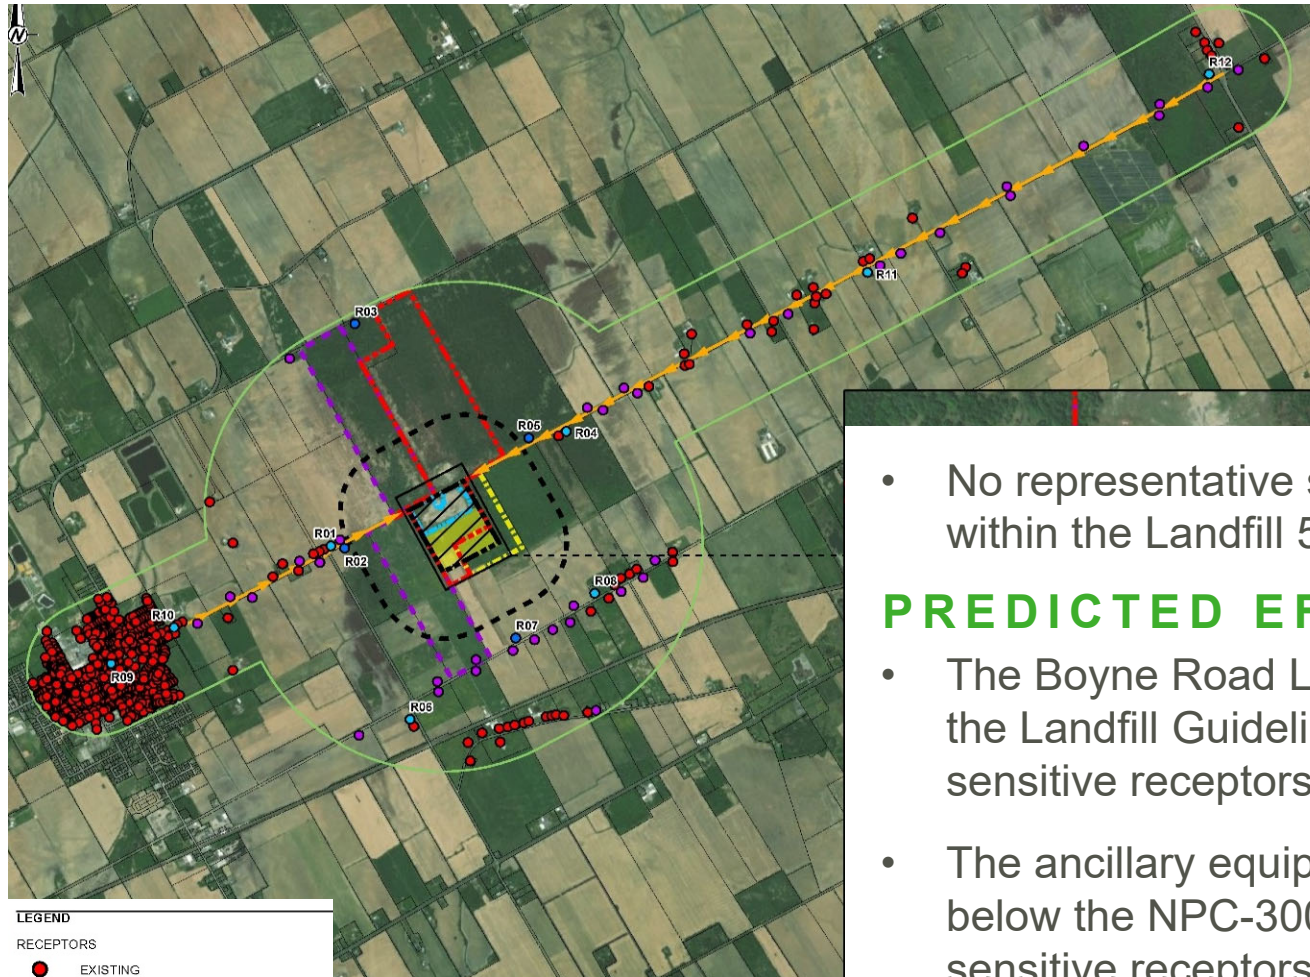 N
R12
R11
R03
R05
R04
R01
R02
R08
R10
R07
R09
R06
• No representative s
within the Landfill 5
PREDICTED EF
• The Boyne Road L
the Landfill Guideli
sensitive receptors
• The ancillary equip
below the NPC-300
sensitive receptors
LEGEND
RECEPTORS
EXISTING